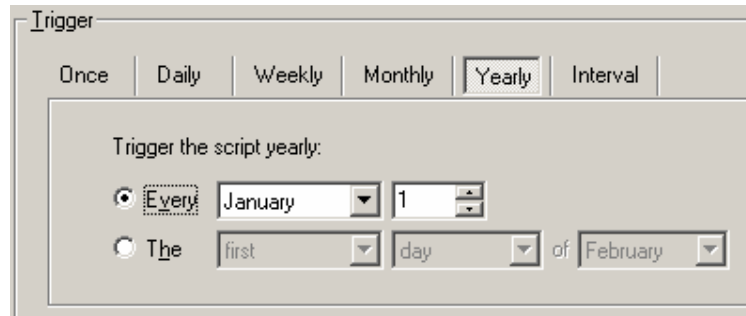 Trigger
Once Daily Weekly Monthly Yearly Interval
Trigger the script yearly:
Every January 1
The first day of February